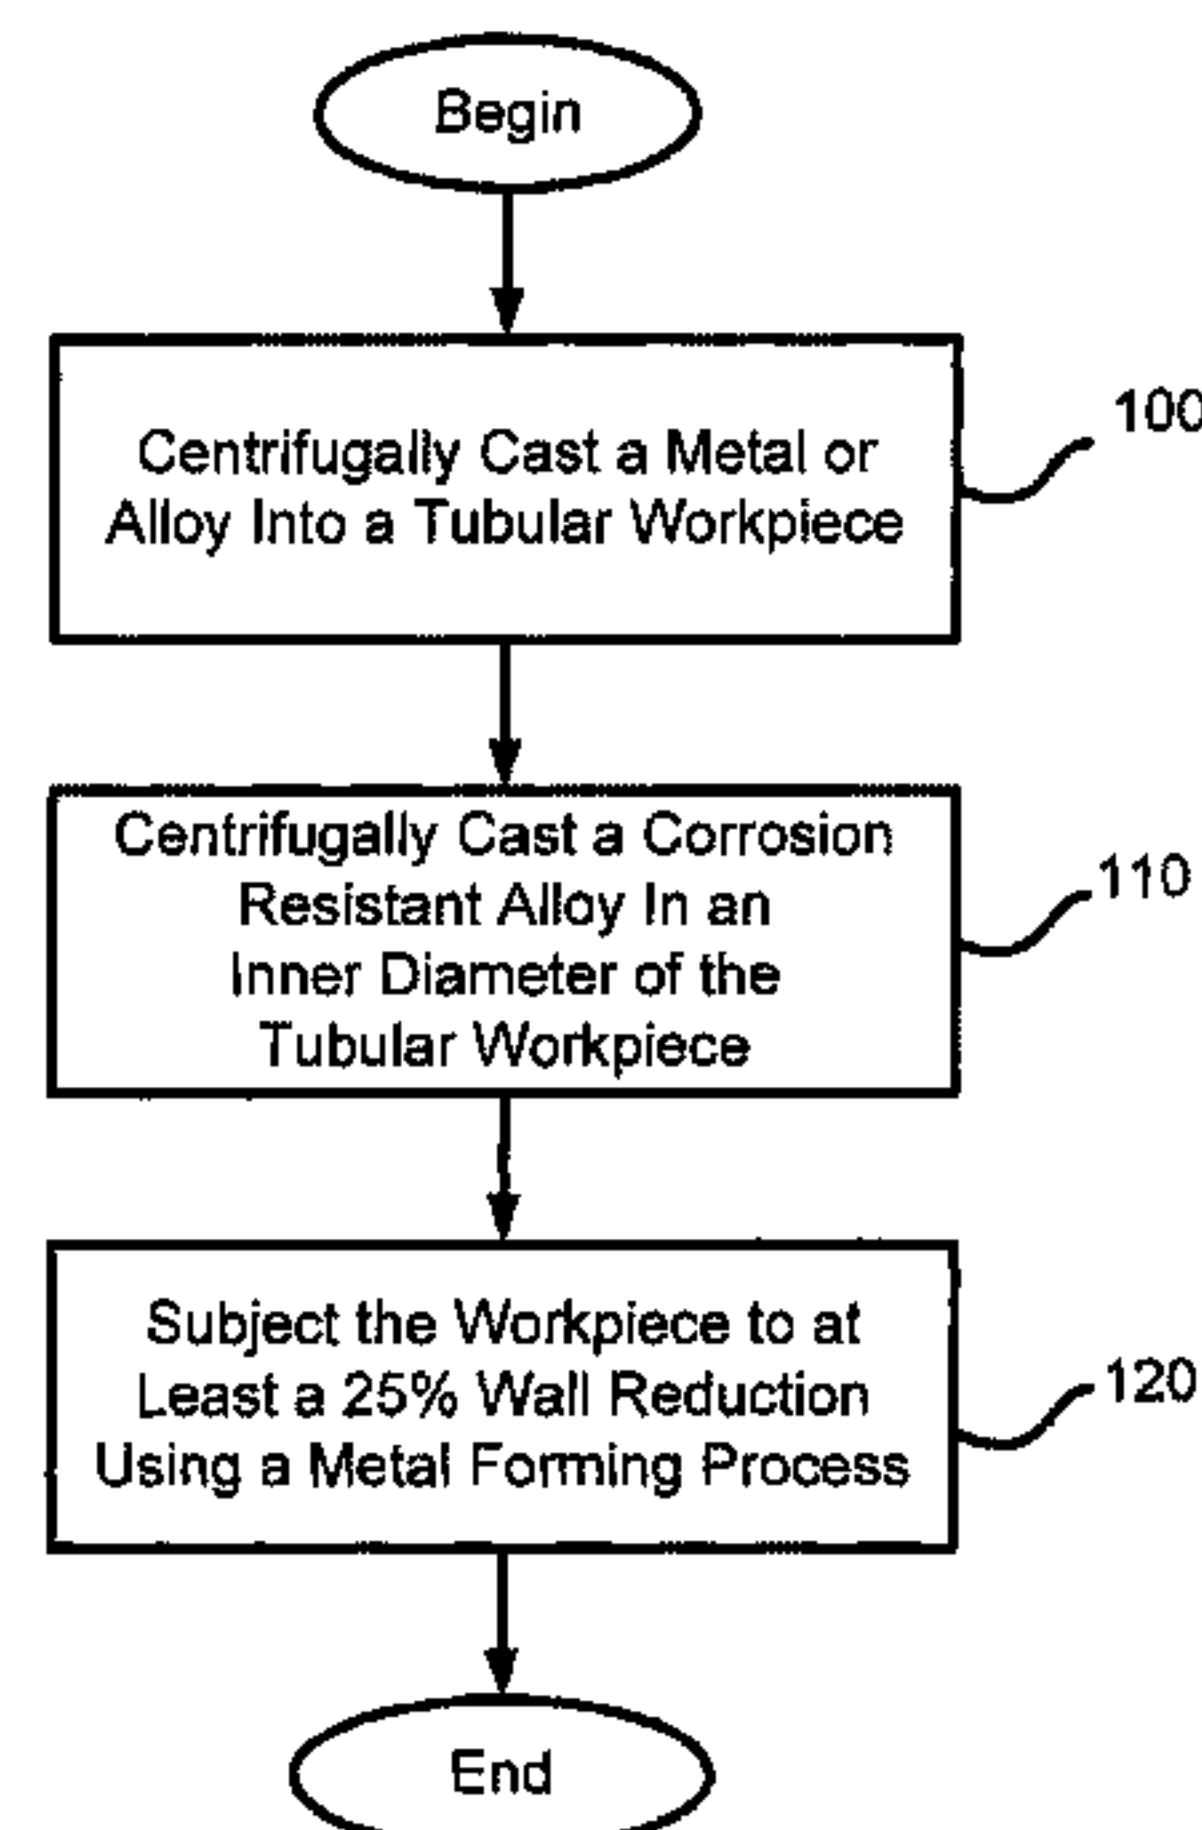 Begin
Centrifugally Cast a Metal or
Alloy Into a Tubular Workpiece
100
Centrifugally Cast a Corrosion
Resistant Alloy In an
Inner Diameter of the
Tubular Workpiece
110
Subject the Workpiece to at
Least a 25% Wall Reduction
Using a Metal Forming Process
120
End